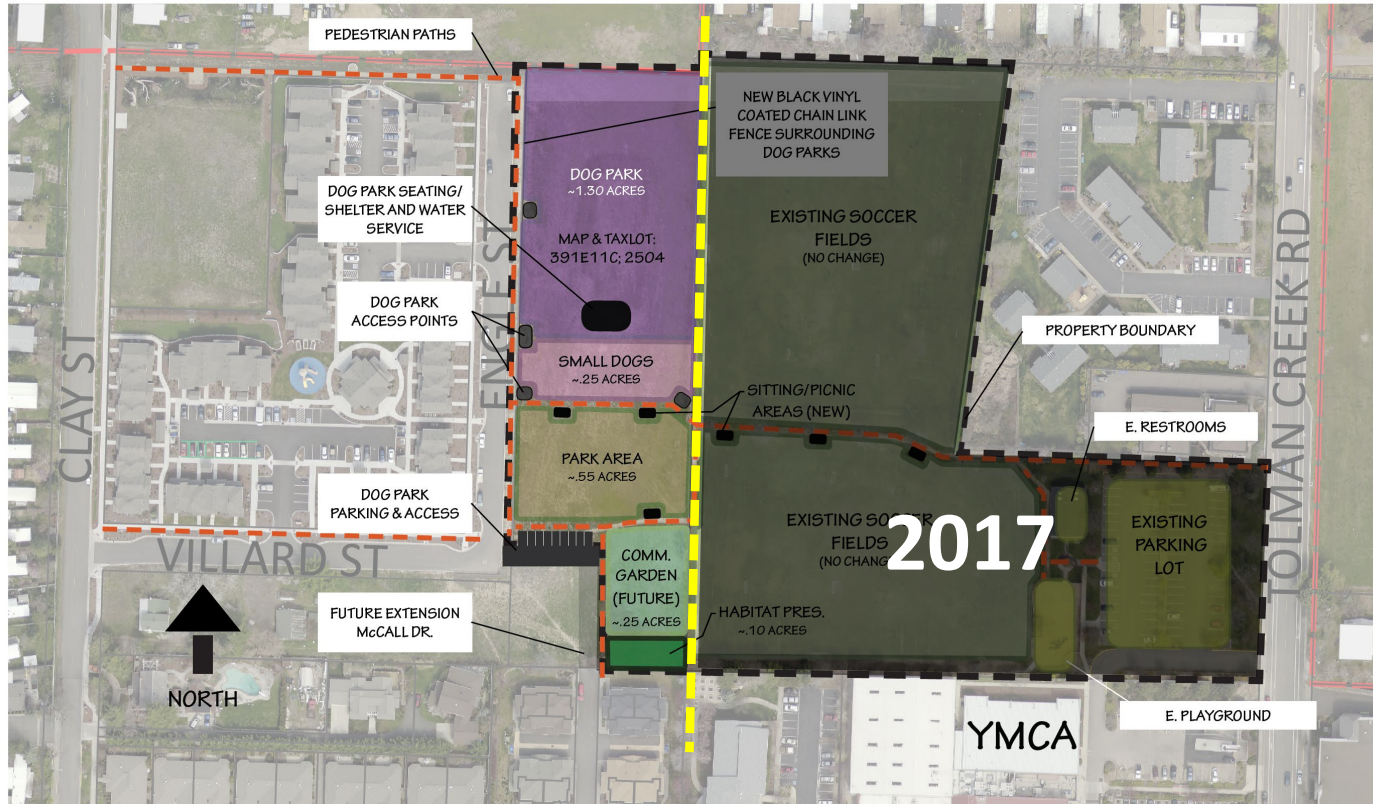 PEDESTRIAN PATHS
NEW BLACK VINYL
COATED CHAIN LINK
FENCE SURROUNDING
DOG PARKS
DOG PARK
~1.30 ACRES
DOG PARK SEATING/
SHELTER AND WATER
SERVICE
MAP & TAXLOT:
391E11C; 2504
EXISTING SOCCER
FIELDS
(NO CHANGE)
ENGLE ST
DOG PARK
ACCESS POINTS
PROPERTY BOUNDARY
TOLMAN CREEK RD
CLAY ST
SMALL DOGS
~.25 ACRES
SITTING/PICNIC
AREAS (NEW)
E. RESTROOMS
PARK AREA
~.55 ACRES
DOG PARK
PARKING & ACCESS
EXISTING SOCCER
FIELDS
(NO CHANG
2017
EXISTING
PARKING
LOT
VILLARD ST
COMM.
GARDEN
(FUTURE)
~.25 ACRES
FUTURE EXTENSION
McCALL DR.
HABITAT PRES.
~.10 ACRES
NORTH
E. PLAYGROUND
YMCA